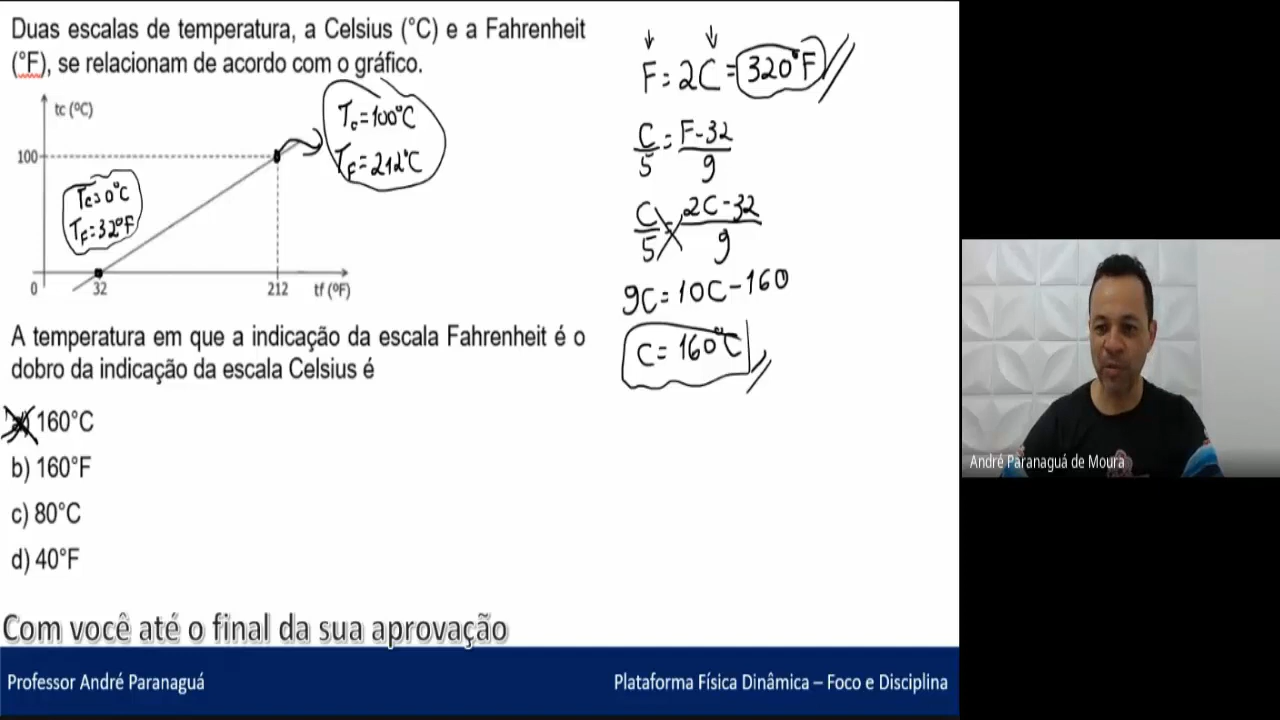 Duas escalas de temperatura, a Celsius (°C) e a Fahrenheit
(°F), se relacionam de acordo com o gráfico.
tc (ºC)
100
0
32
212
tf (ºF)
Tc=0°C
TF=32°F
Tc=100°C
TF=212°C
A temperatura em que a indicação da escala Fahrenheit é o
dobro da indicação da escala Celsius é
a) 160°C
b) 160°F
c) 80°C
d) 40°F
F=2C=320°F
C/5=F-32/9
C/5=2C-32/9
9C=10C-160
C=160°C
Com você até o final da sua aprovação
Professor André Paranaguá
Plataforma Física Dinâmica – Foco e Disciplina
André Paranaguá de Moura